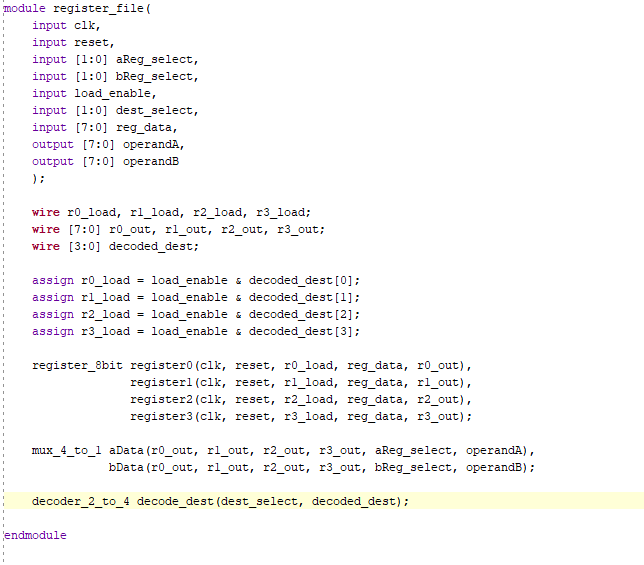 module register_file(
    input clk,
    input reset,
    input [1:0] aReg_select,
    input [1:0] bReg_select,
    input load_enable,
    input [1:0] dest_select,
    input [7:0] reg_data,
    output [7:0] operandA,
    output [7:0] operandB
    );
    wire r0_load, r1_load, r2_load, r3_load;
    wire [7:0] r0_out, r1_out, r2_out, r3_out;
    wire [3:0] decoded_dest;
    assign r0_load = load_enable & decoded_dest[0];
    assign r1_load = load_enable & decoded_dest[1];
    assign r2_load = load_enable & decoded_dest[2];
    assign r3_load = load_enable & decoded_dest[3];
    register_8bit register0(clk, reset, r0_load, reg_data, r0_out),
                  register1(clk, reset, r1_load, reg_data, r1_out),
                  register2(clk, reset, r2_load, reg_data, r2_out),
                  register3(clk, reset, r3_load, reg_data, r3_out);
    mux_4_to_1 aData(r0_out, r1_out, r2_out, r3_out, aReg_select, operandA),
               bData(r0_out, r1_out, r2_out, r3_out, bReg_select, operandB);
    decoder_2_to_4 decode_dest(dest_select, decoded_dest);
endmodule